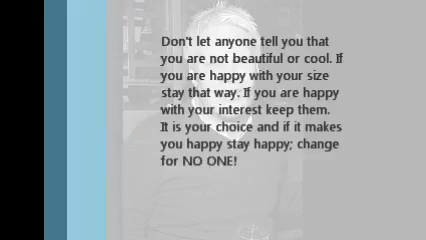 Don't let anyone tell you that
you are not beautiful or cool. If
you are happy with your size
stay that way. If you are happy
with your interest keep them.
It is your choice and if it makes
you happy stay happy; change
for NO ONE!